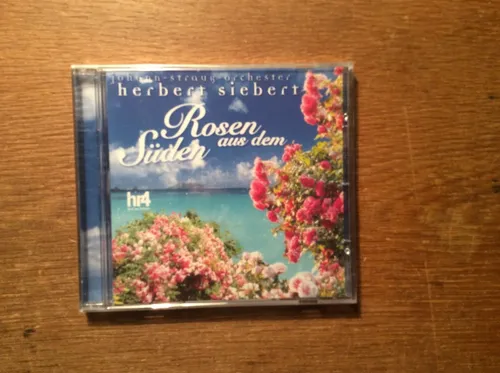 johann-strauß-orchester
herbert siebert
Rosen
aus dem
Süden
hr4